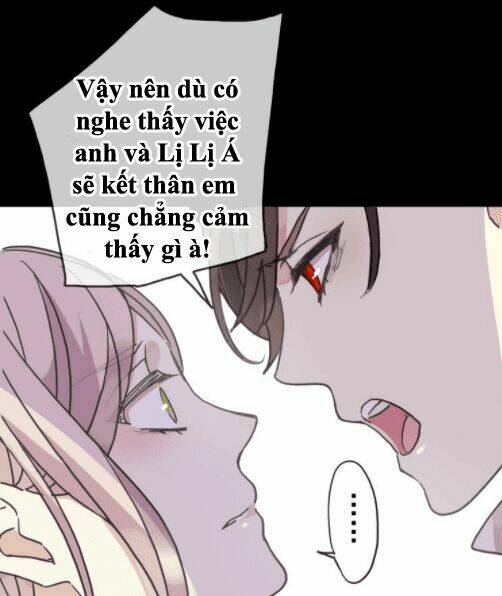 Vậy nên dù có
nghe thấy việc
anh và Lị Lị Á
sẽ kết thân em
cũng chẳng cảm
thấy gì à!
......